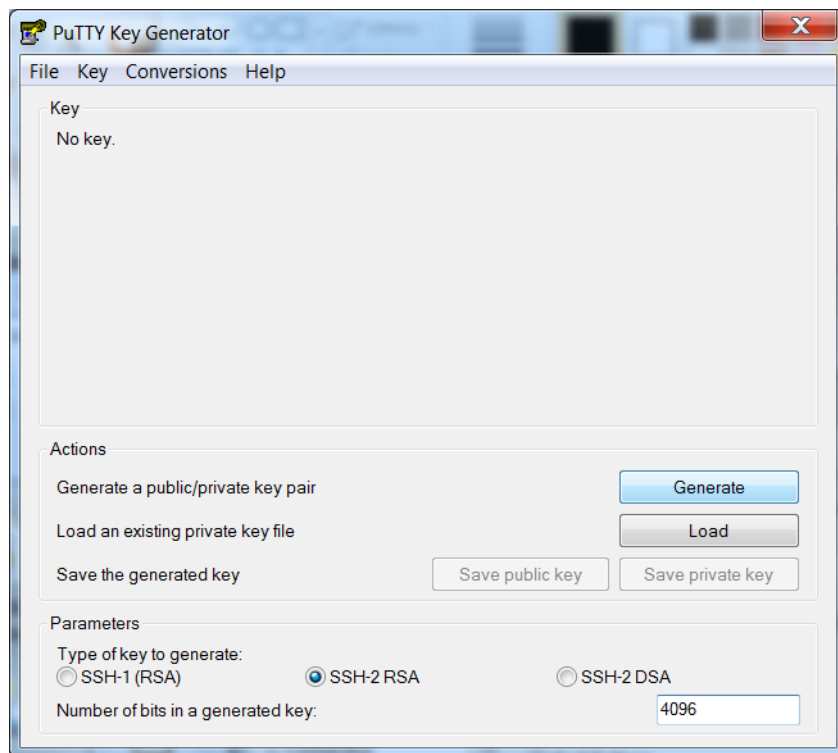 PuTTY Key Generator
File Key Conversions Help
Key
No key.
Actions
Generate a public/private key pair Generate
Load an existing private key file Load
Save the generated key Save public key Save private key
Parameters
Type of key to generate:
SSH-1 (RSA) SSH-2 RSA SSH-2 DSA
Number of bits in a generated key: 4096